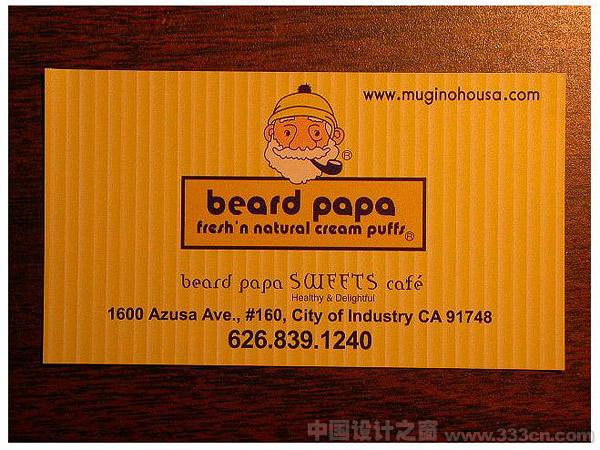 www.muginohousa.com
®
beard papa
fresh'n natural cream puffs®
beard papa SWEETS café
Healthy & Delightful
1600 Azusa Ave., #160, City of Industry CA 91748
626.839.1240
中国设计之窗 www.333cn.com